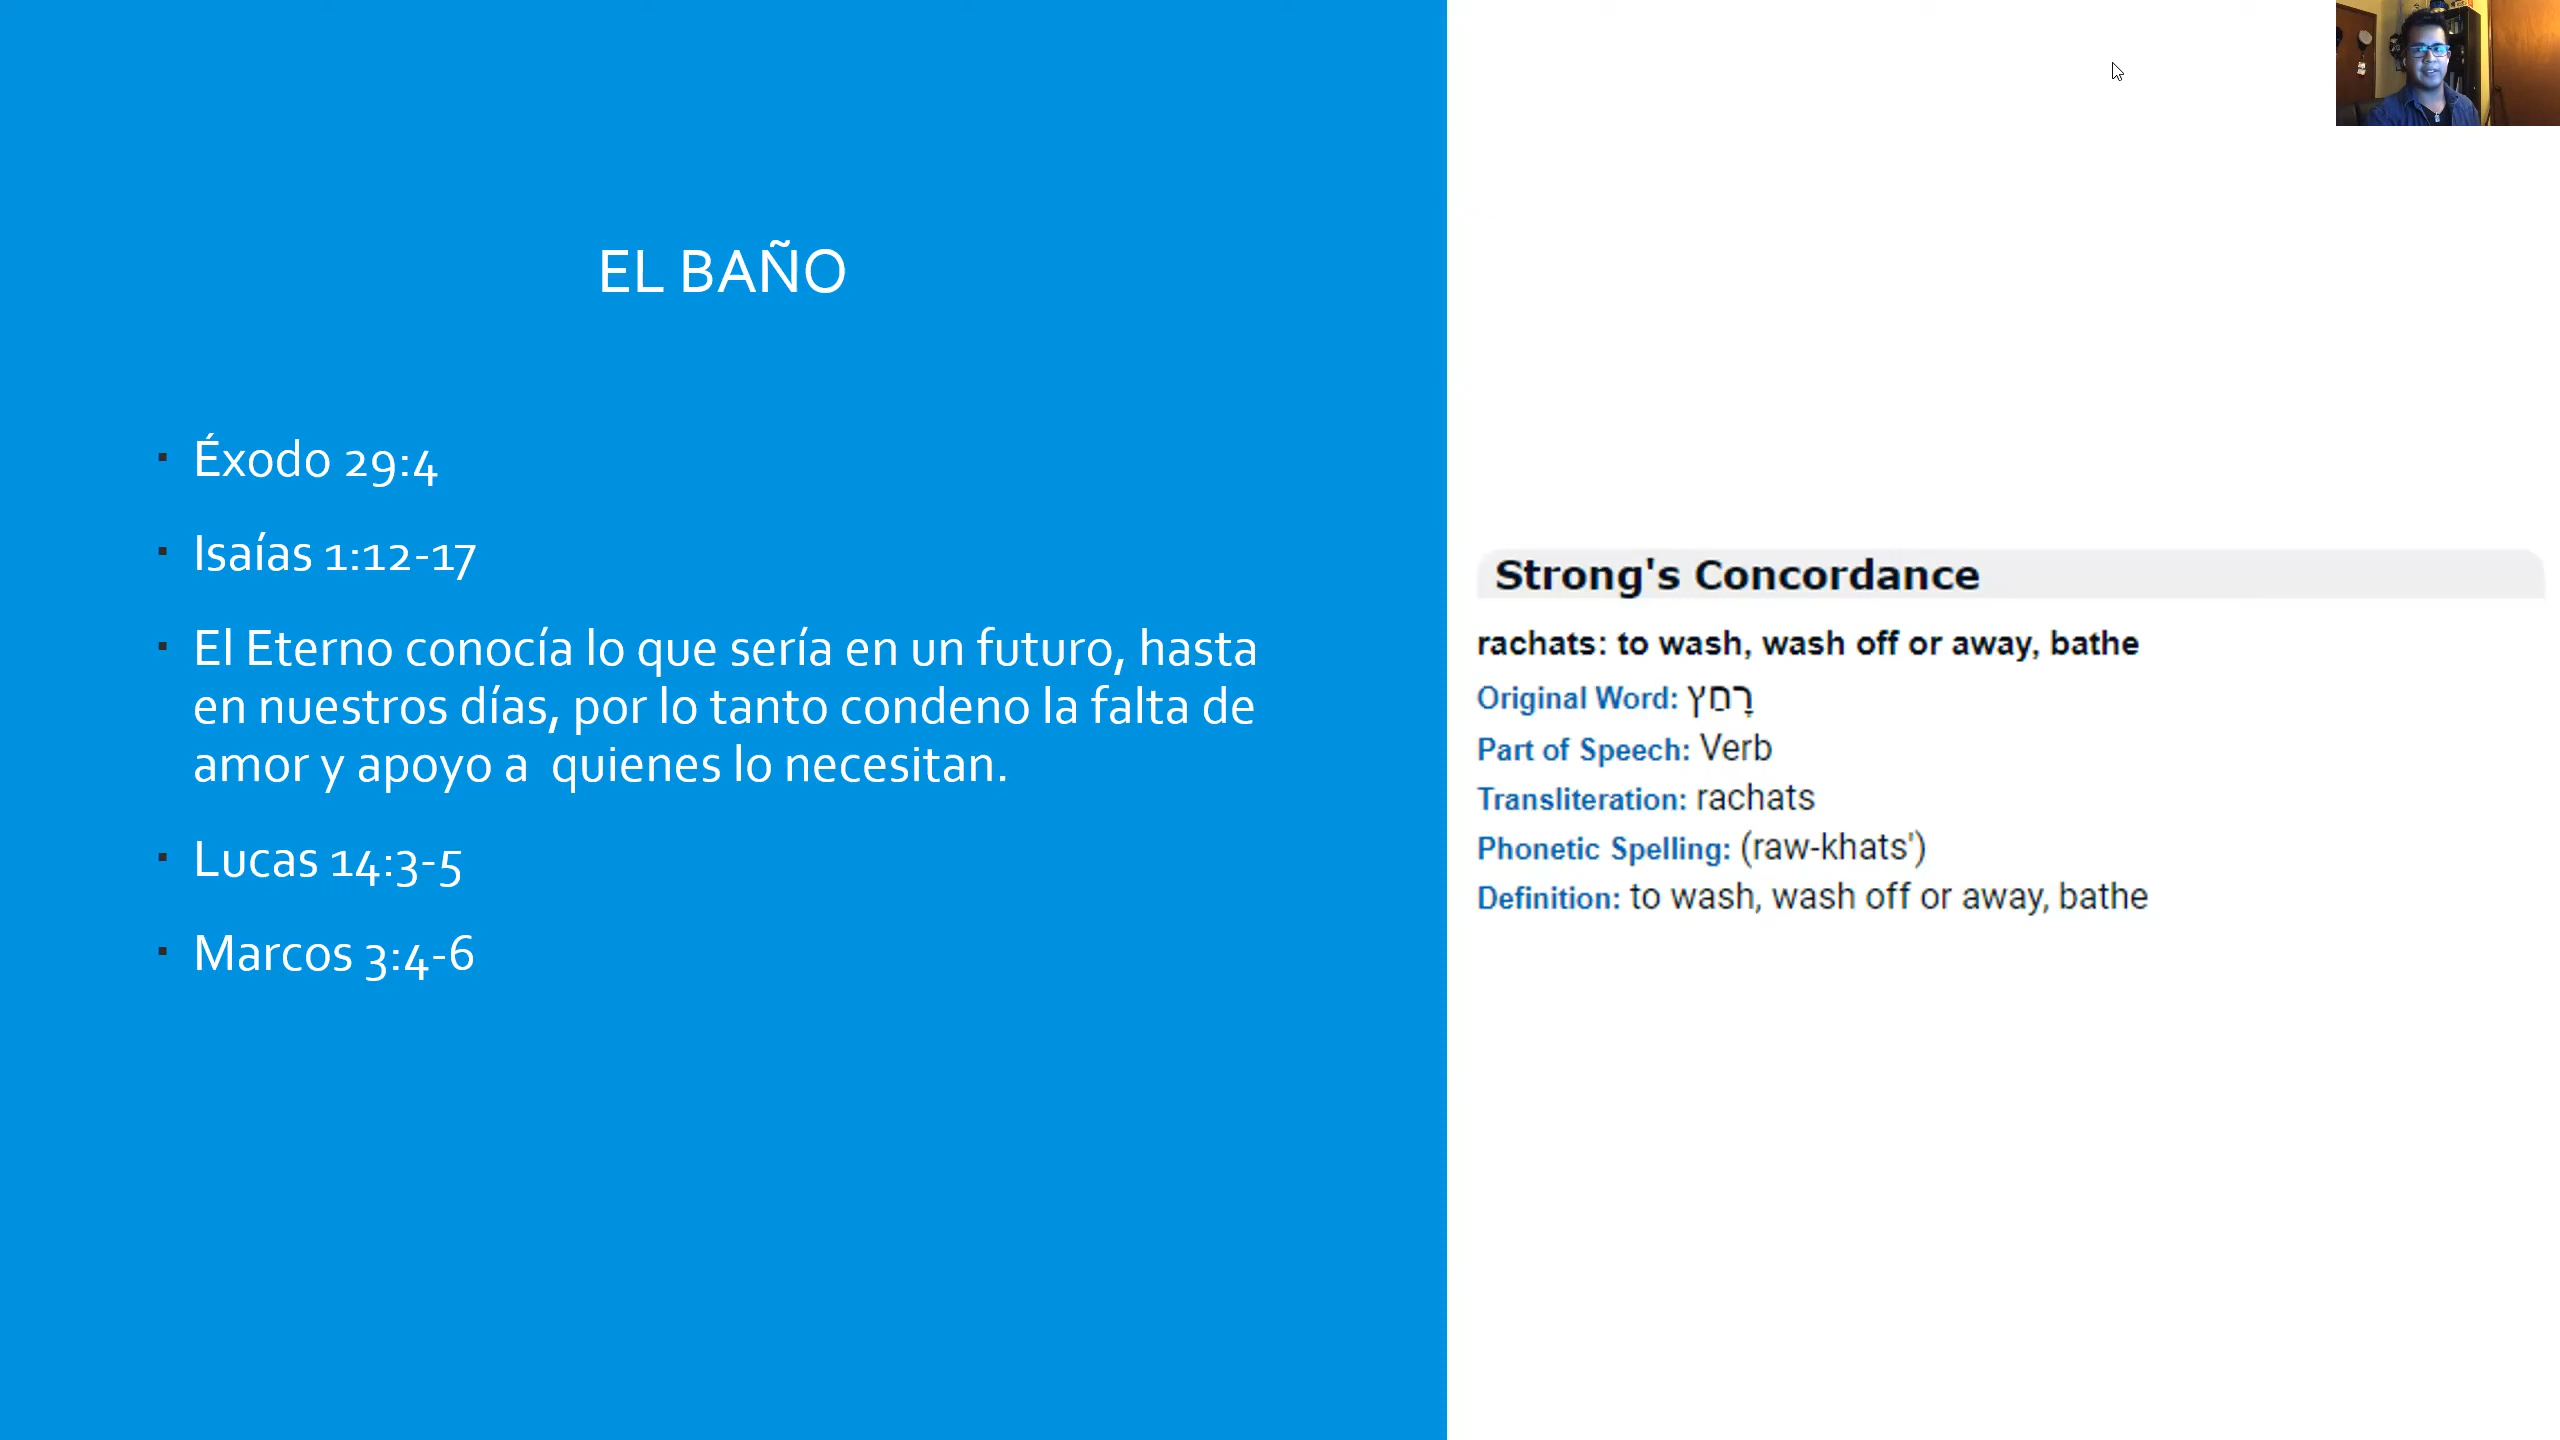 EL BAÑO
▪ Éxodo 29:4
▪ Isaías 1:12-17
▪ El Eterno conocía lo que sería en un futuro, hasta
en nuestros días, por lo tanto condeno la falta de
amor y apoyo a  quienes lo necesitan.
▪ Lucas 14:3-5
▪ Marcos 3:4-6
Strong's Concordance
rachats: to wash, wash off or away, bathe
Original Word: רָחץ
Part of Speech: Verb
Transliteration: rachats
Phonetic Spelling: (raw-khats')
Definition: to wash, wash off or away, bathe